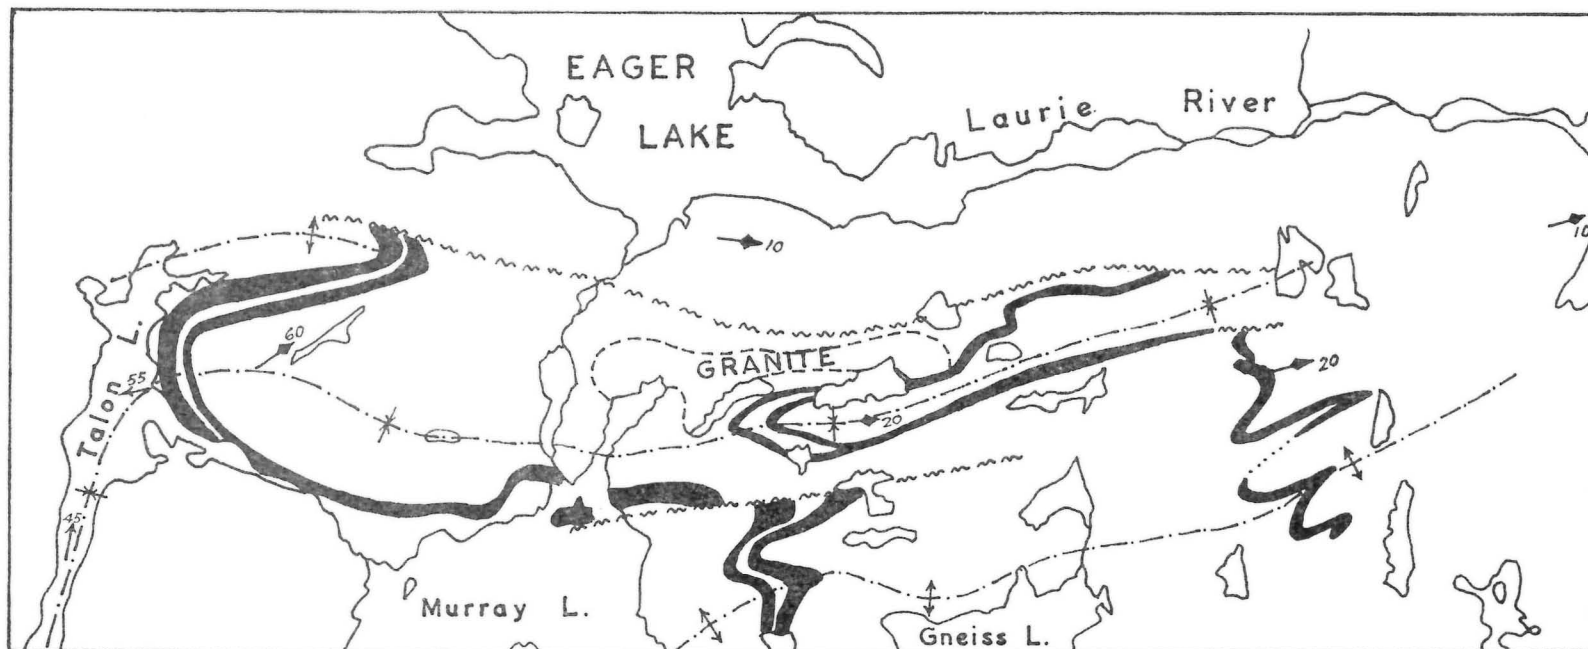 EAGER
LAKE
Laurie River
10
10
60
Talon L.
55
GRANITE
20
20
45
Murray L.
Gneiss L.